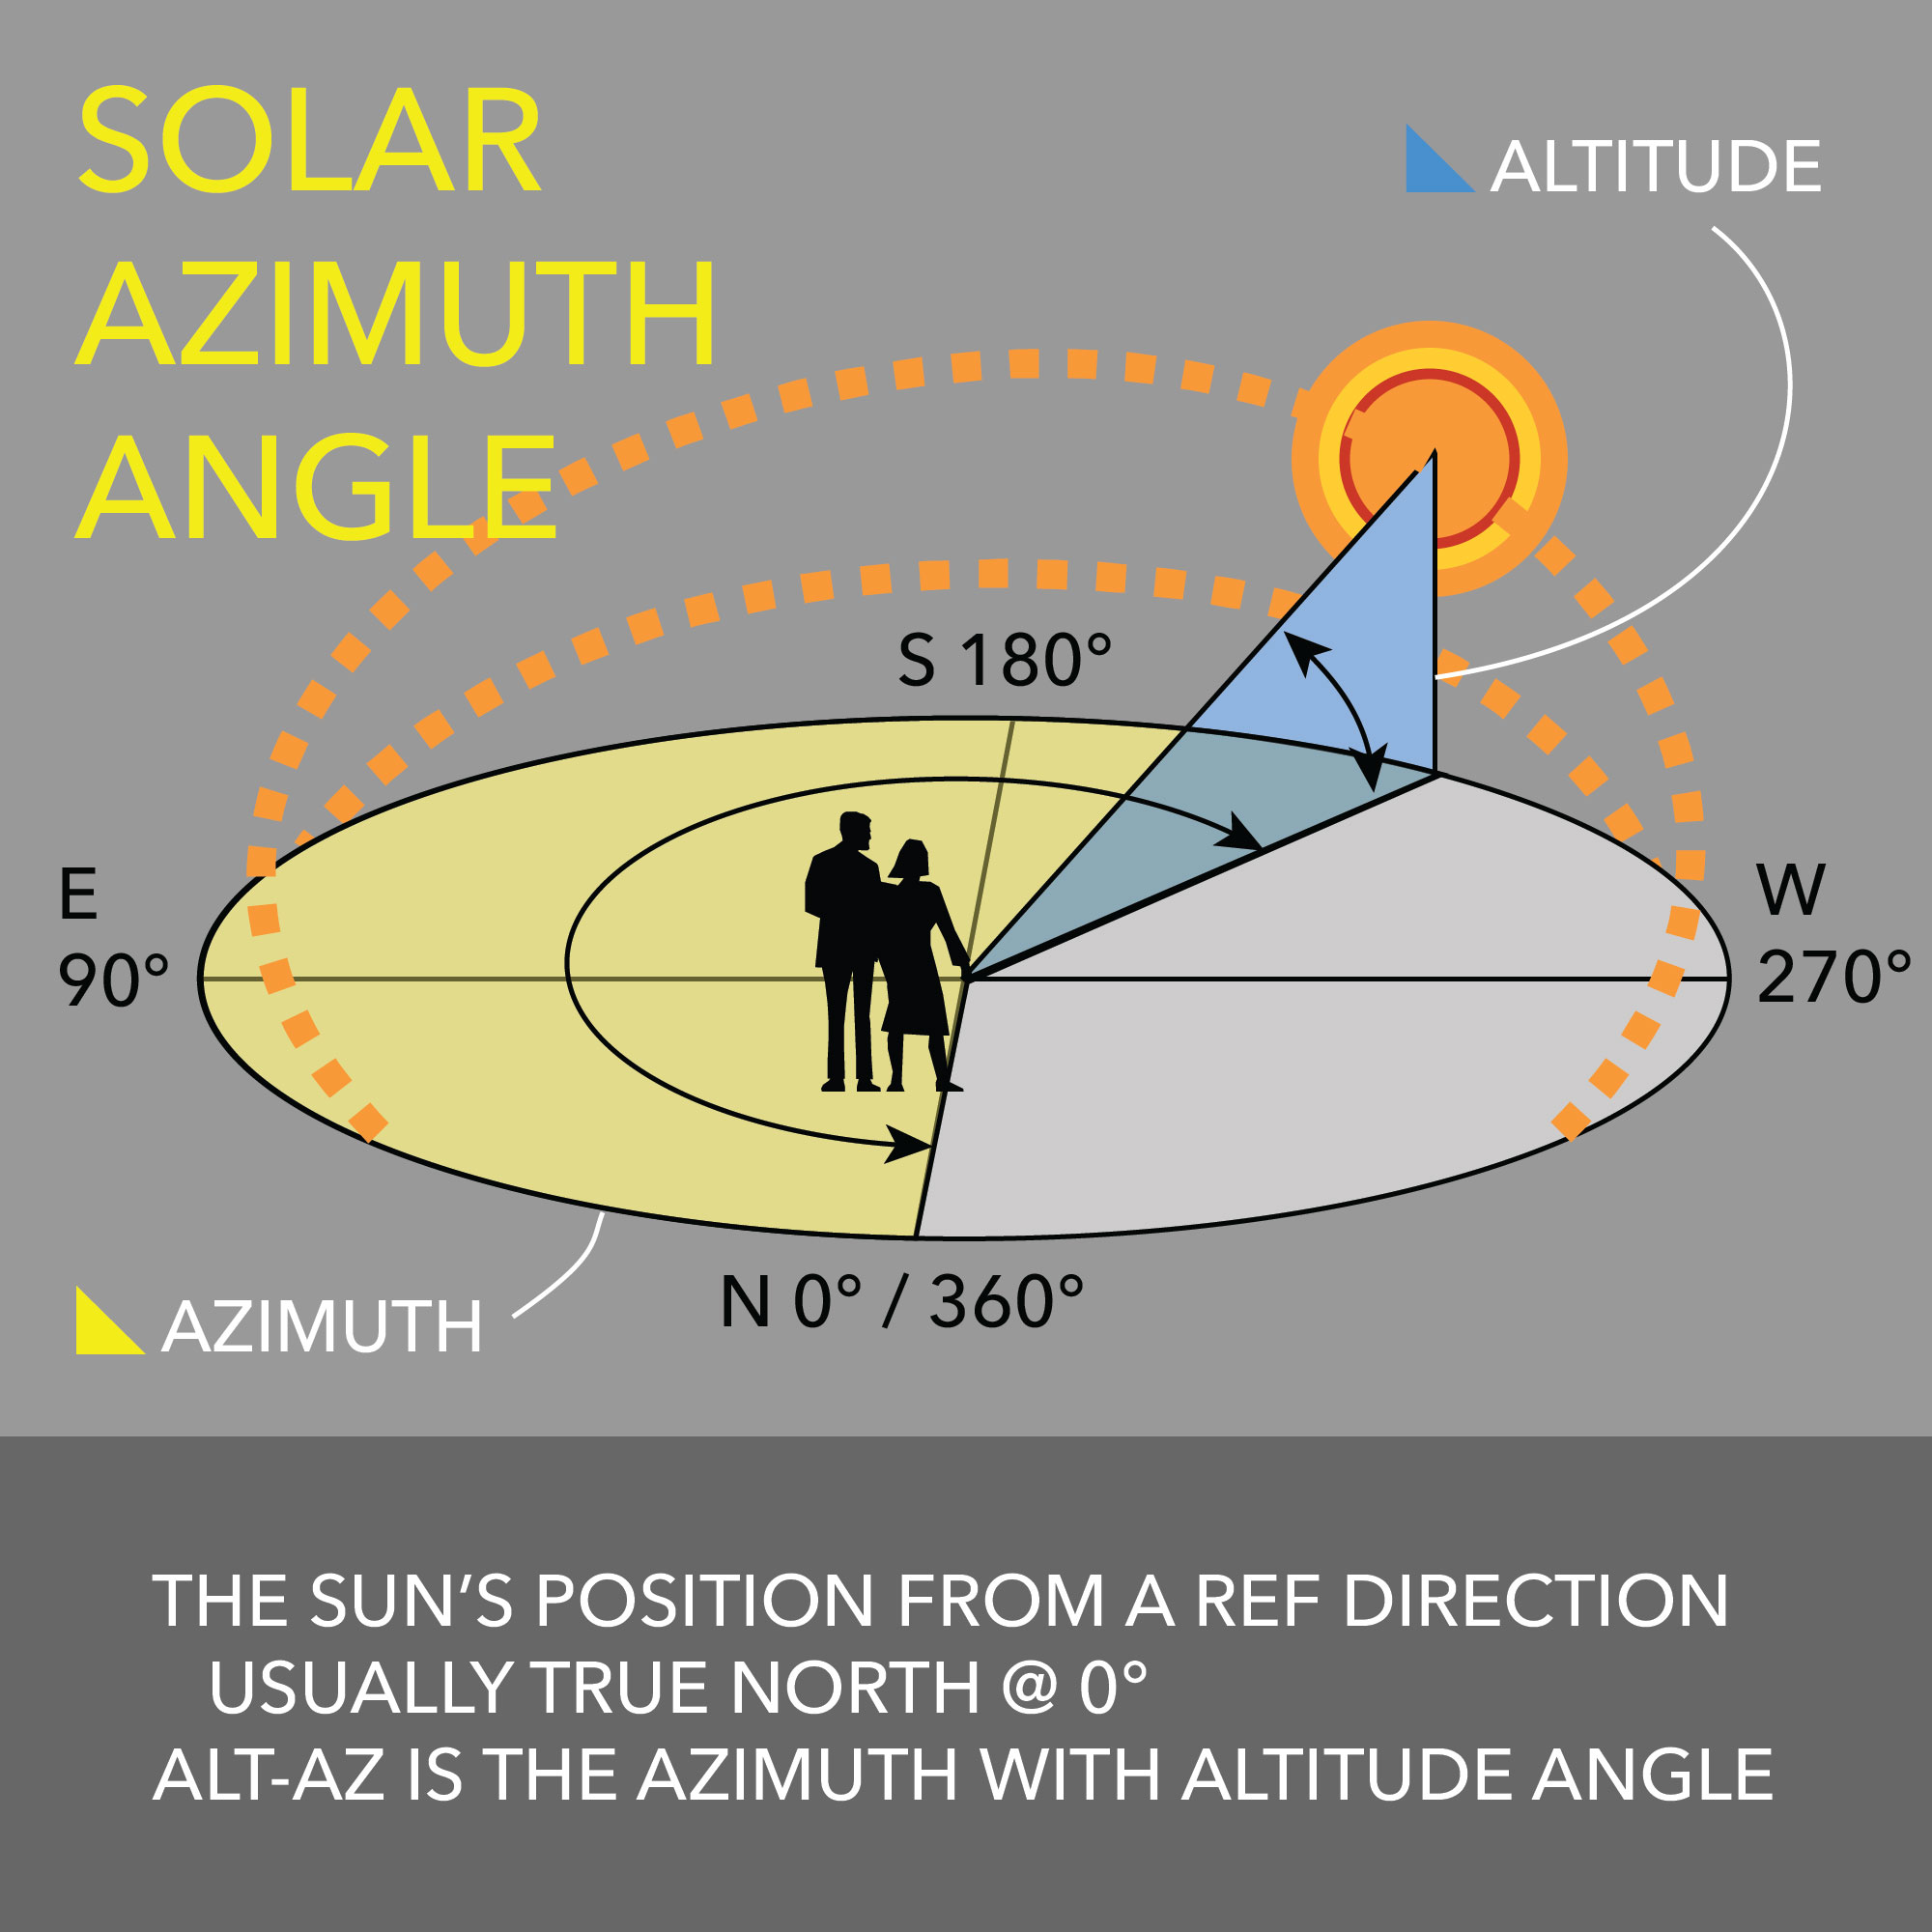 SOLAR
AZIMUTH
ANGLE
ALTITUDE
S 180°
E
90°
W
270°
N 0° / 360°
AZIMUTH
THE SUN'S POSITION FROM A REF DIRECTION
USUALLY TRUE NORTH @ 0°
ALT-AZ IS THE AZIMUTH WITH ALTITUDE ANGLE